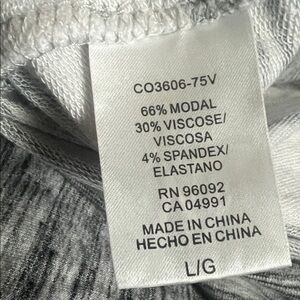 CO3606-75V
66% MODAL
30% VISCOSE/
VISCOSA
4% SPANDEX/
ELASTANO
RN 96092
CA 04991
MADE IN CHINA
HECHO EN CHINA
L/G